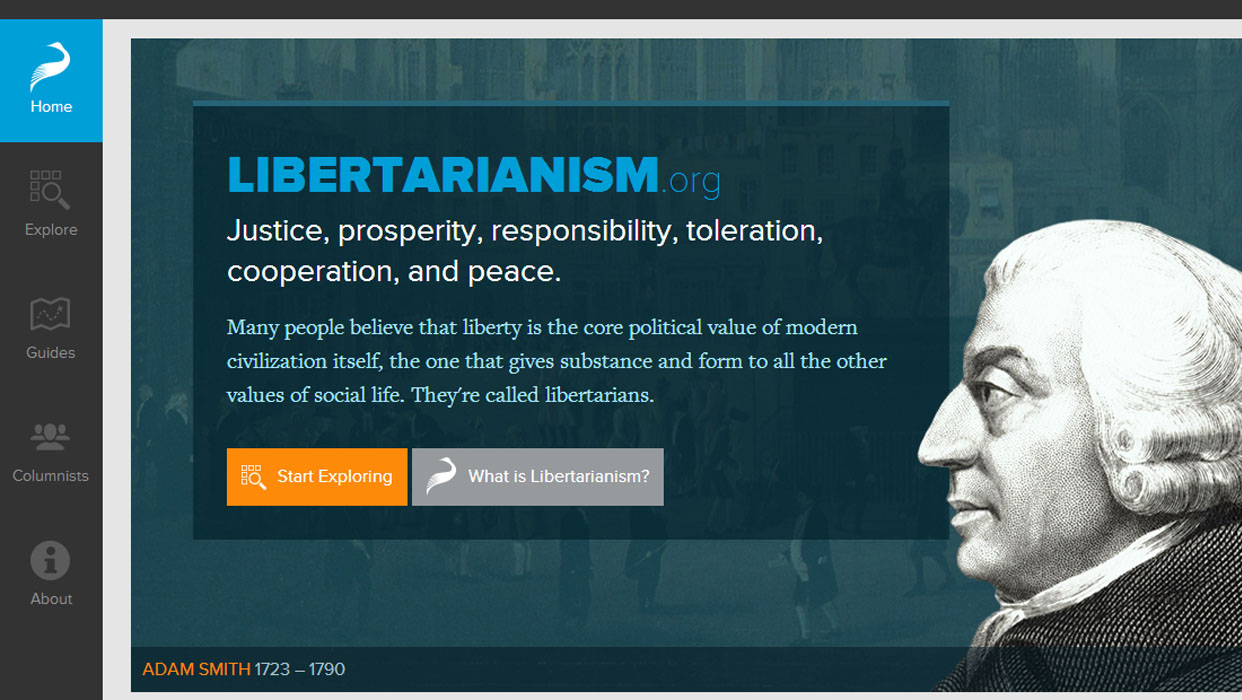 Home
Explore
Guides
Columnists
About
LIBERTARIANISM.org
Justice, prosperity, responsibility, toleration,
cooperation, and peace.
Many people believe that liberty is the core political value of modern
civilization itself, the one that gives substance and form to all the other
values of social life. They're called libertarians.
Start Exploring
What is Libertarianism?
ADAM SMITH 1723 – 1790